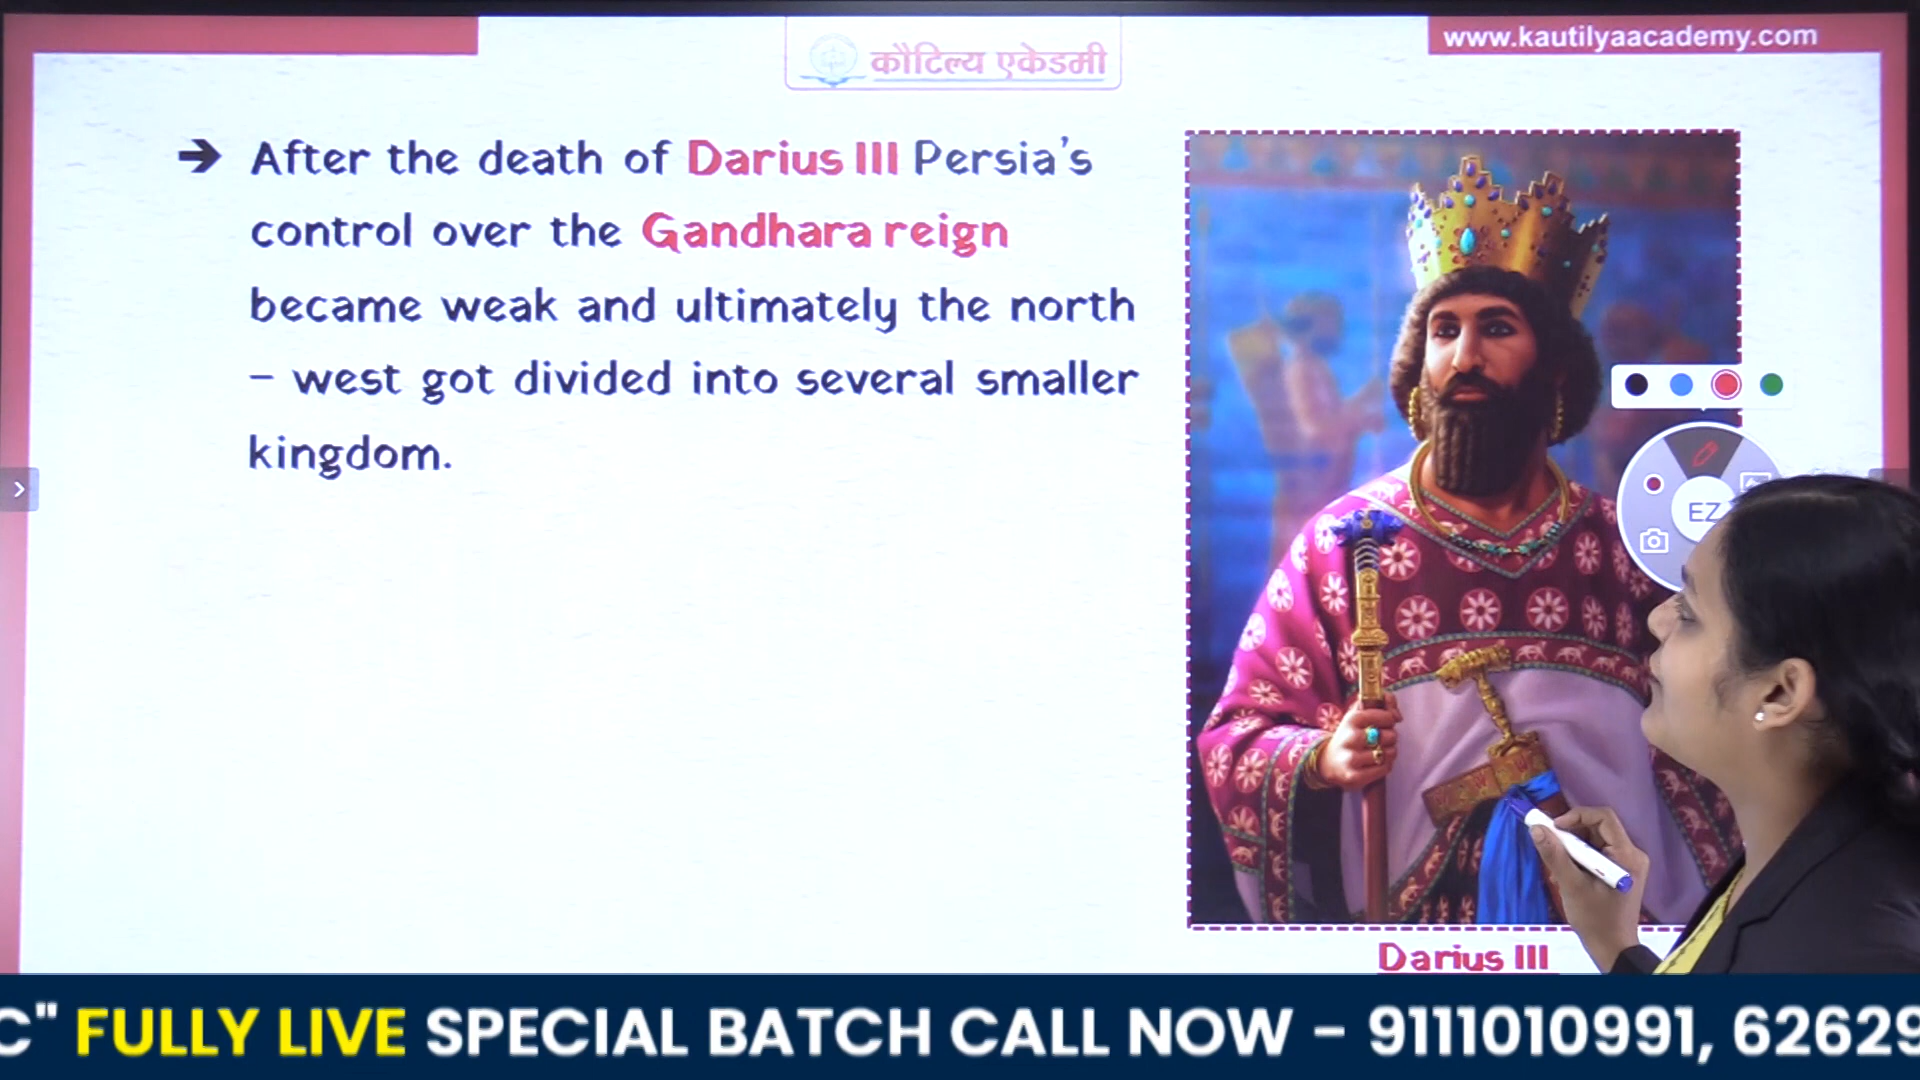 www.kautilyaacademy.com
कौटिल्य एकेडमी
➔ After the death of Darius III Persia's
control over the Gandhara reign
became weak and ultimately the north
– west got divided into several smaller
kingdom.
EZ
Darius III
C" FULLY LIVE SPECIAL BATCH CALL NOW – 9111010991, 62629